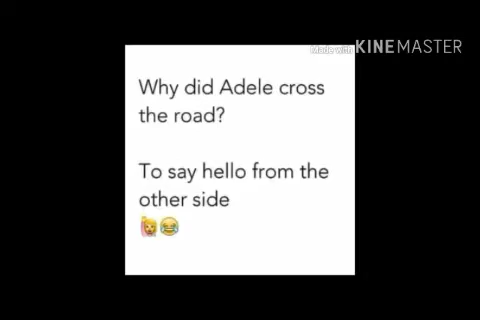 Made with KINEMASTER
Why did Adele cross
the road?
To say hello from the
other side
🙋😂